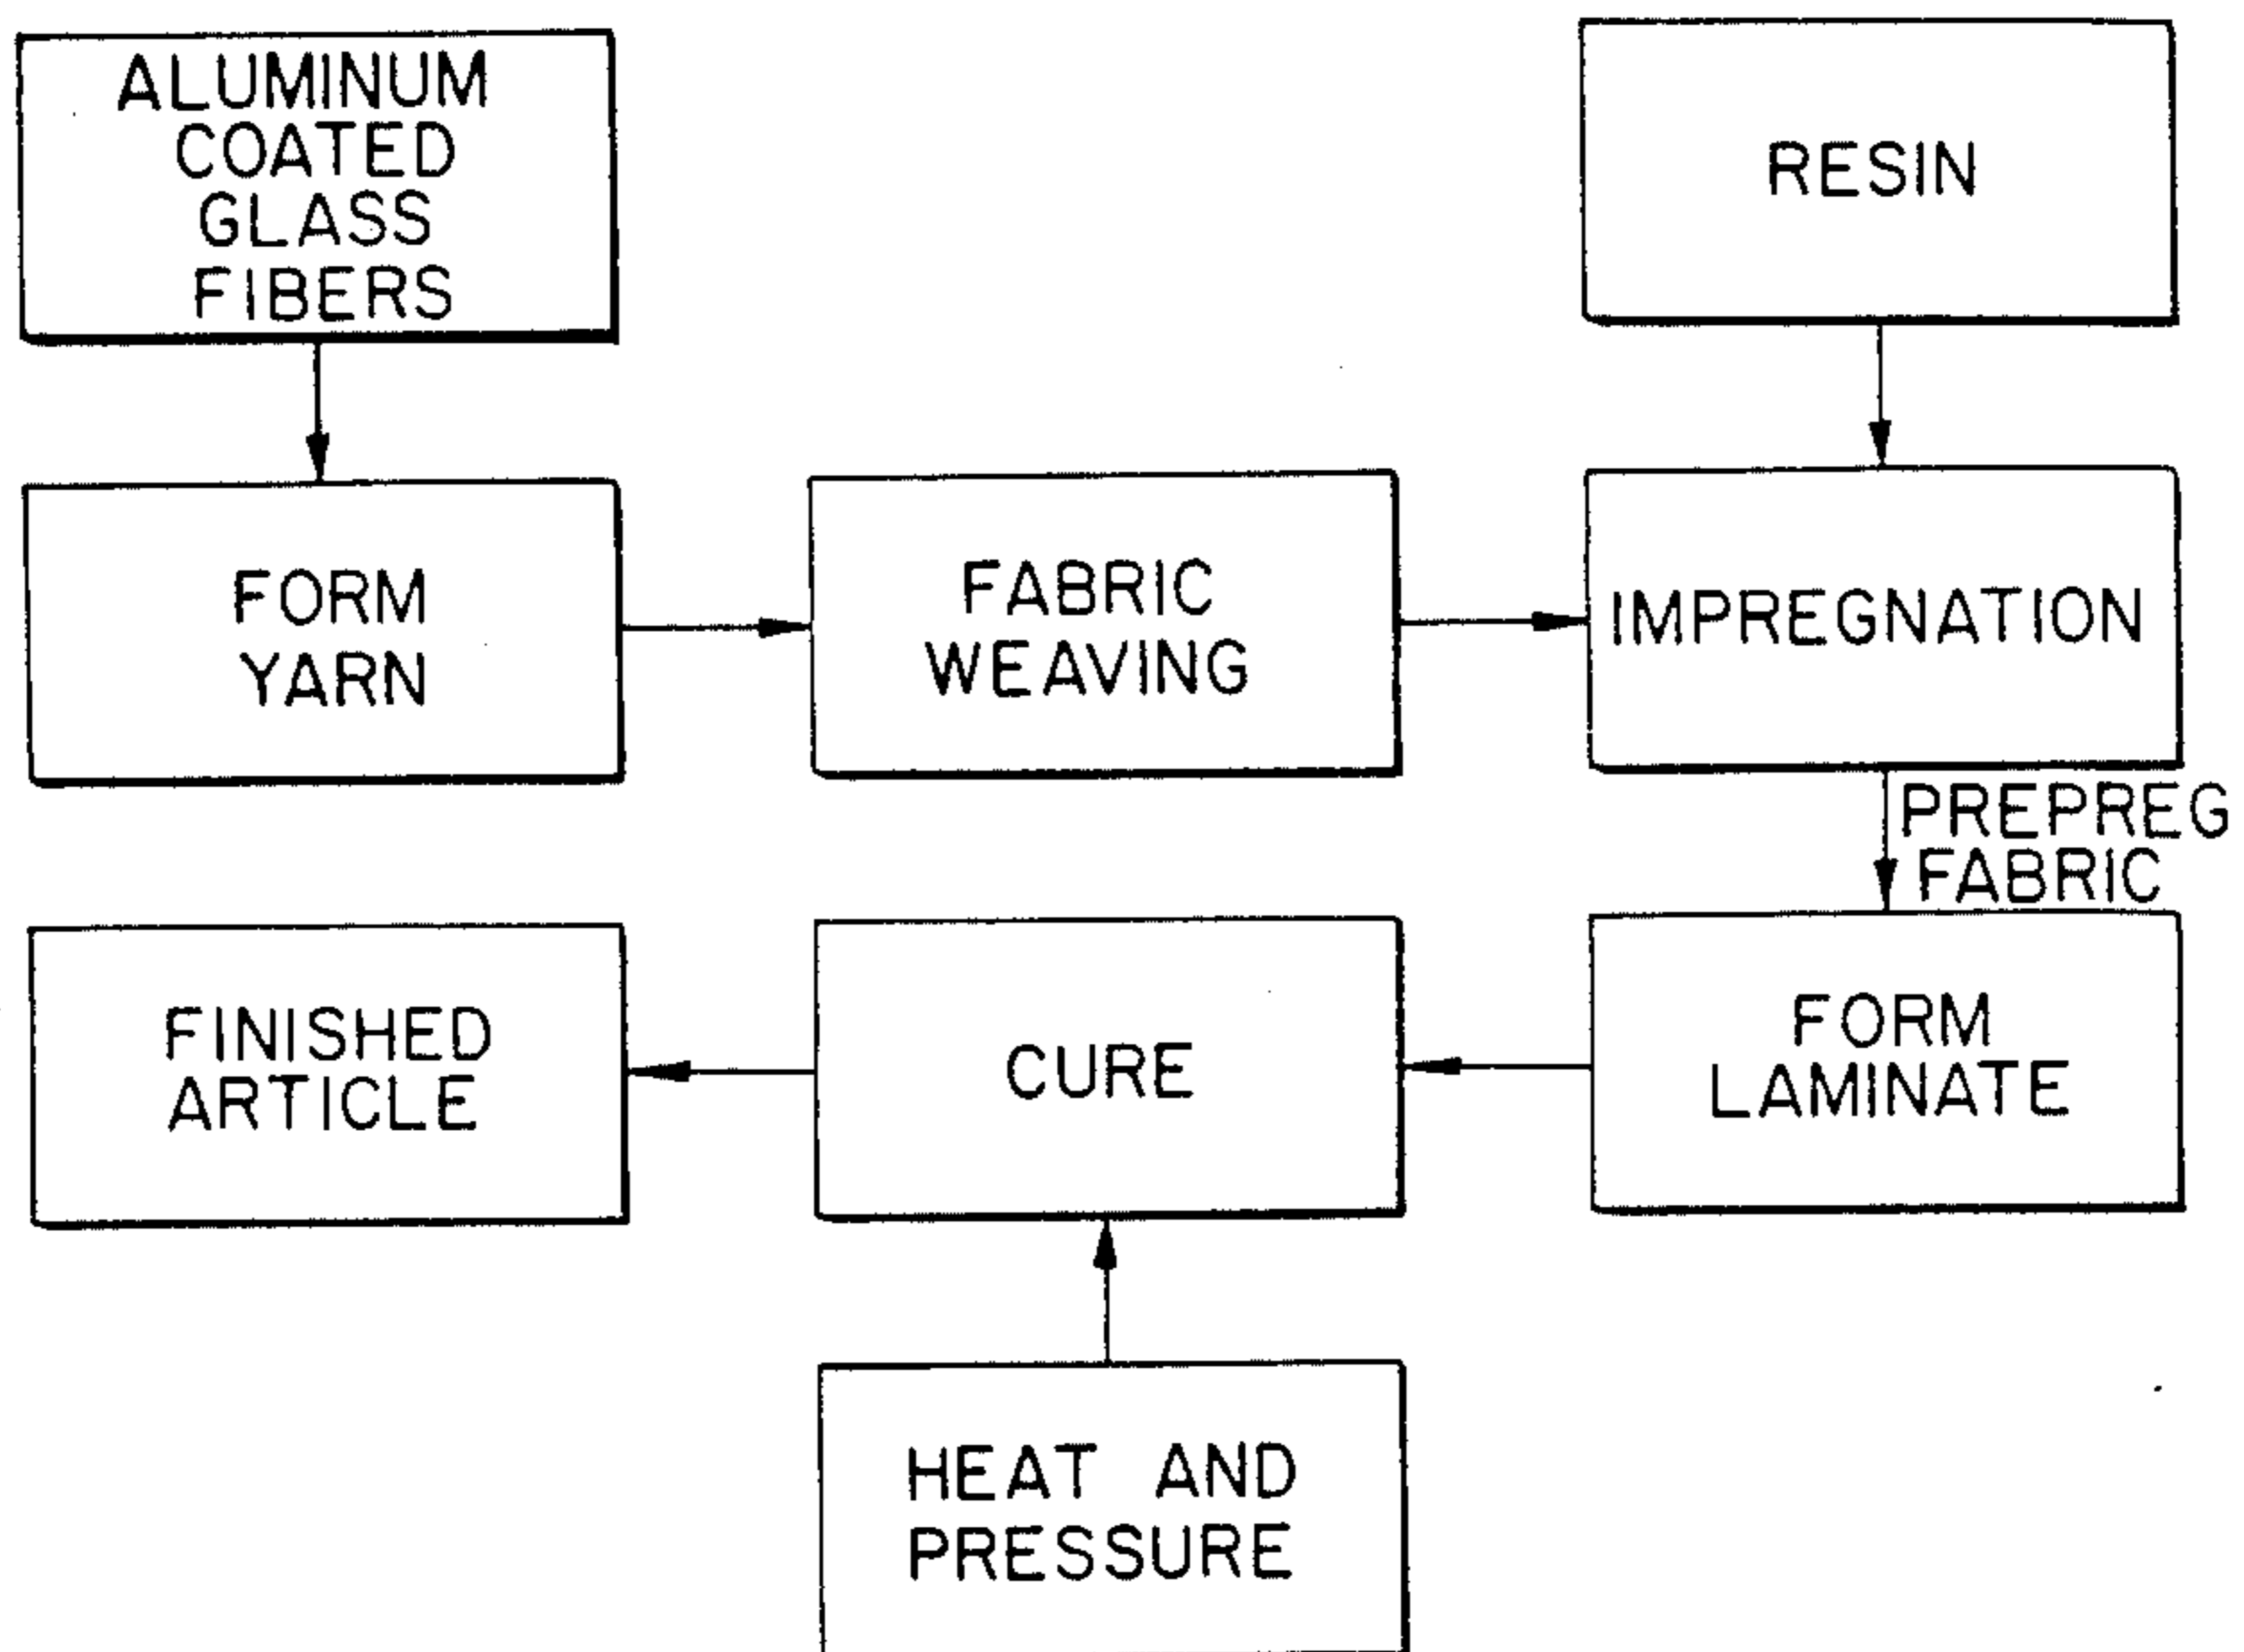 ALUMINUM
COATED
GLASS
FIBERS
RESIN
FORM
YARN
FABRIC
WEAVING
IMPREGNATION
PREPREG
FABRIC
FORM
LAMINATE
CURE
FINISHED
ARTICLE
HEAT AND
PRESSURE